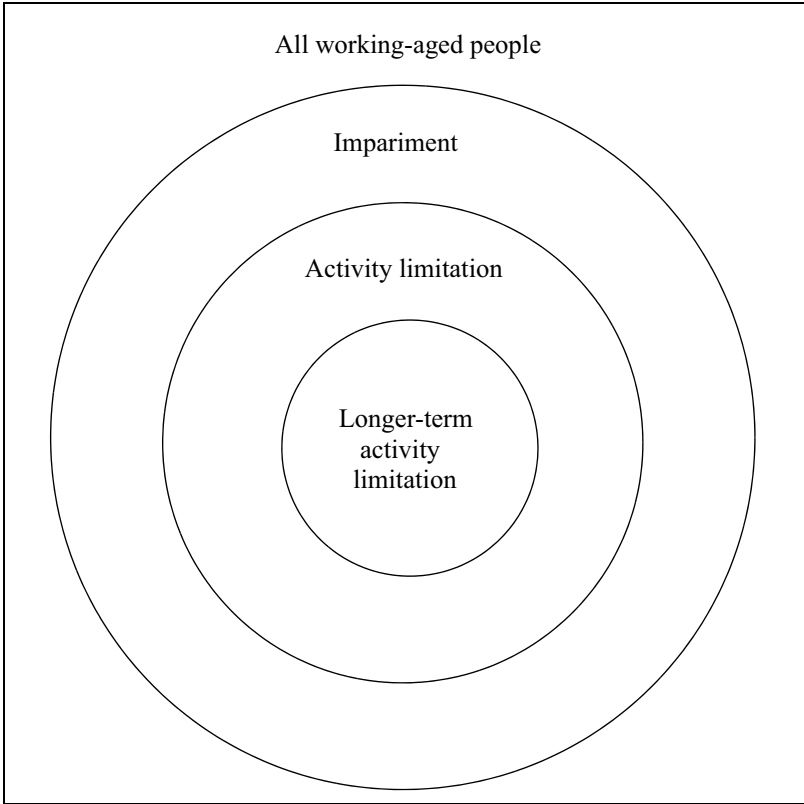 All working-aged people
Impariment
Activity limitation
Longer-term
activity
limitation